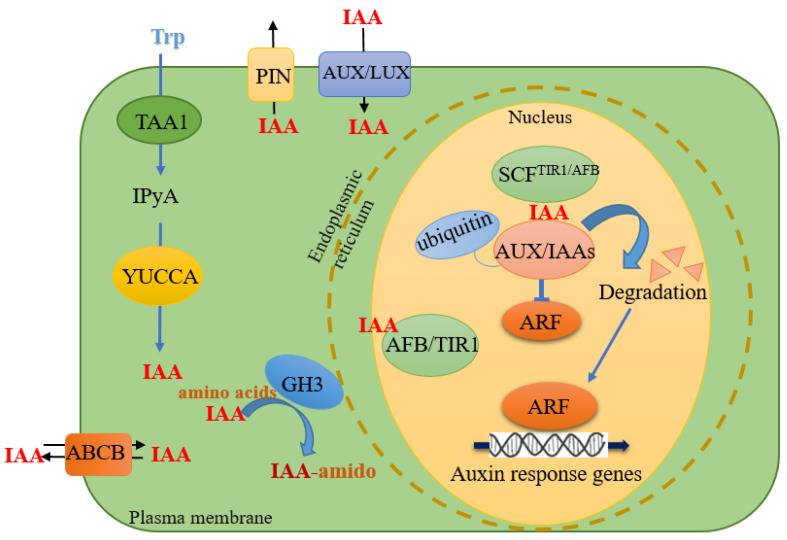 IAA
Trp
PIN
AUX/LUX
IAA
IAA
TAA1
Nucleus
IPyA
SCFTIR1/AFB
IAA
Endoplasmic
reticulum
ubiquitin
AUX/IAAs
YUCCA
Degradation
ARF
IAA
AFB/TIR1
IAA
GH3
amino acids
IAA
ARF
IAA
ABCB
IAA
IAA-amido
Auxin response genes
Plasma membrane